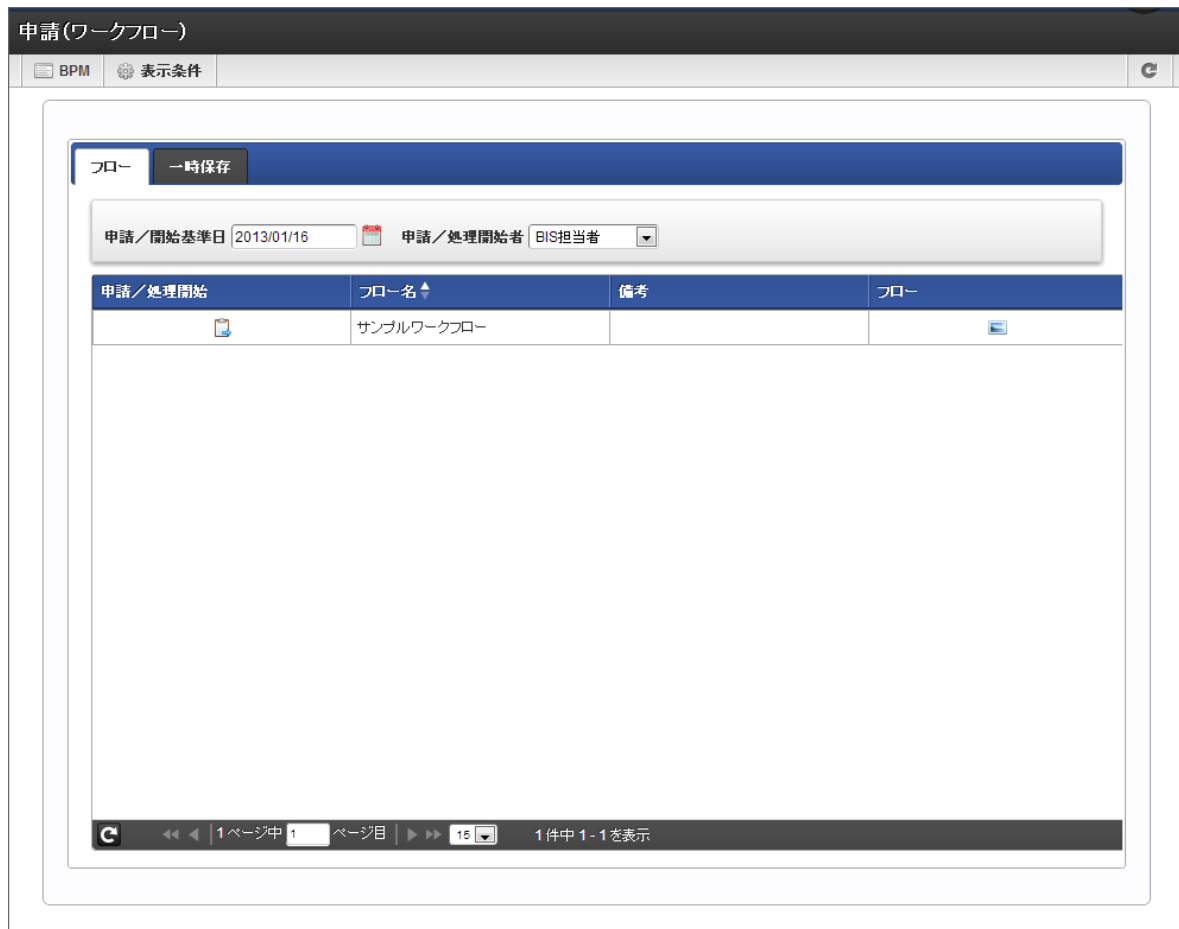 申請(ワークフロー)
BPM 表示条件
フロー 一時保存
申請／開始基準日 2013/01/16 申請／処理開始者 BIS担当者
申請／処理開始 フロー名 備考 フロー
サンプルワークフロー
1 ページ中 1 ページ目 15 1 件中 1 - 1 を表示